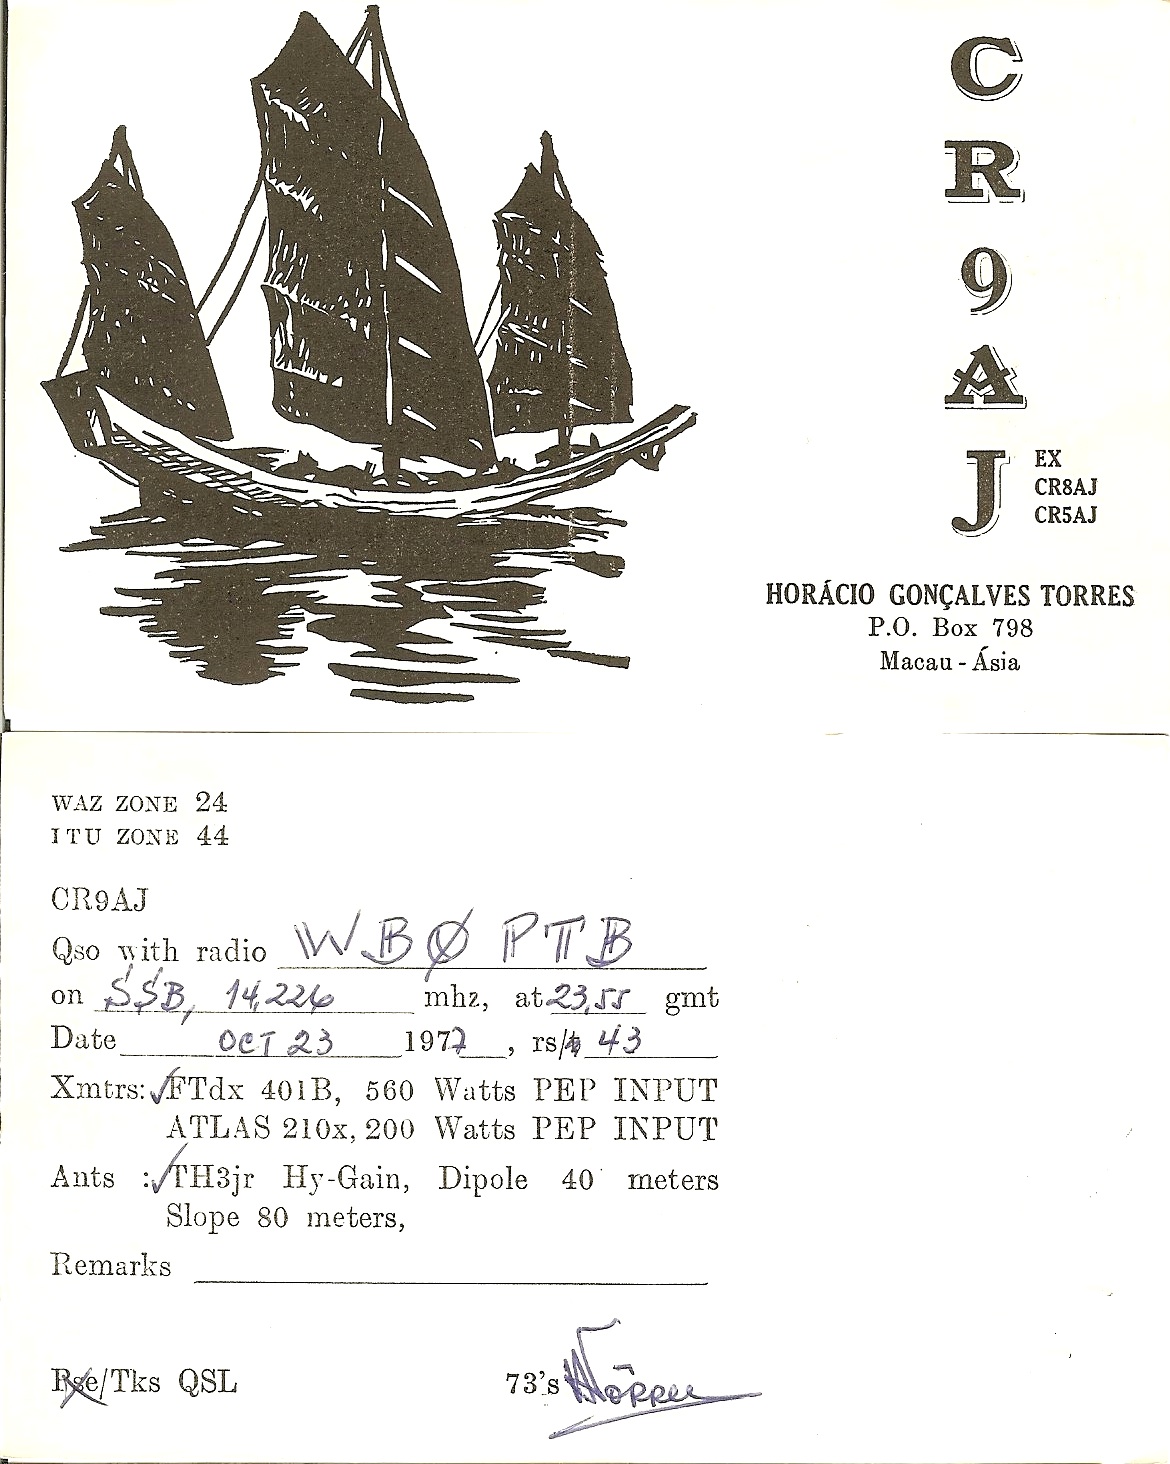 C
R
9
A
J
EX
CR8AJ
CR5AJ
HORÁCIO GONÇALVES TORRES
P.O. Box 798
Macau - Ásia
WAZ ZONE 24
ITU ZONE 44
CR9AJ
Qso with radio WBØPTB
on SSB, 14,226 mhz, at 23,55 gmt
Date OCT 23 1977, rs/t 43
Xmtrs: ✓FTdx 401B, 560 Watts PEP INPUT
ATLAS 210x, 200 Watts PEP INPUT
Ants : ✓TH3jr Hy-Gain, Dipole 40 meters
Slope 80 meters,
Remarks
Pse/Tks QSL 73's HTorres